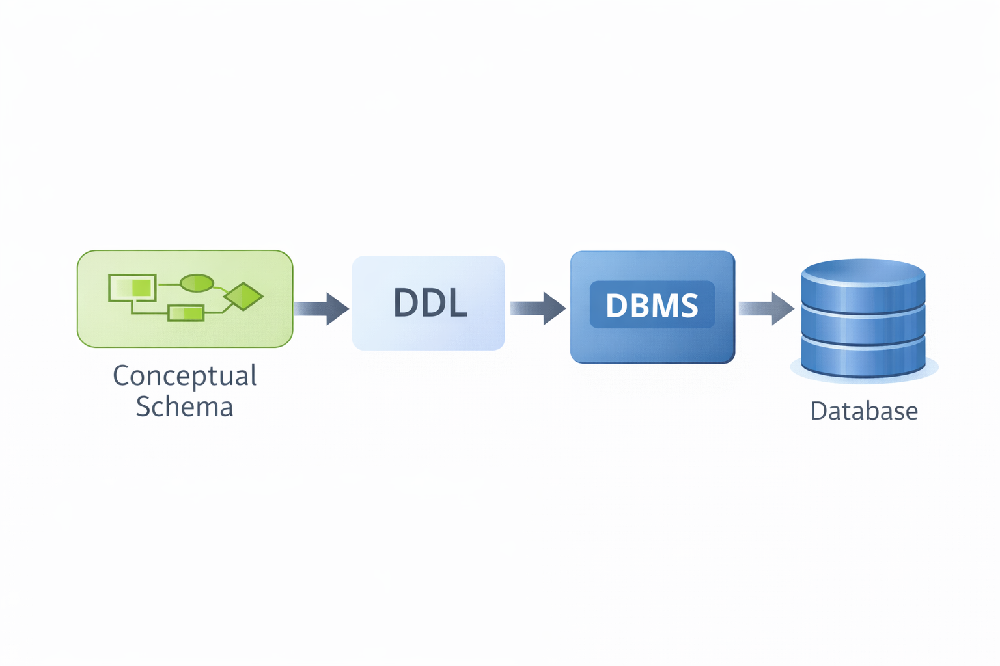 DDL
DBMS
Conceptual
Schema
Database